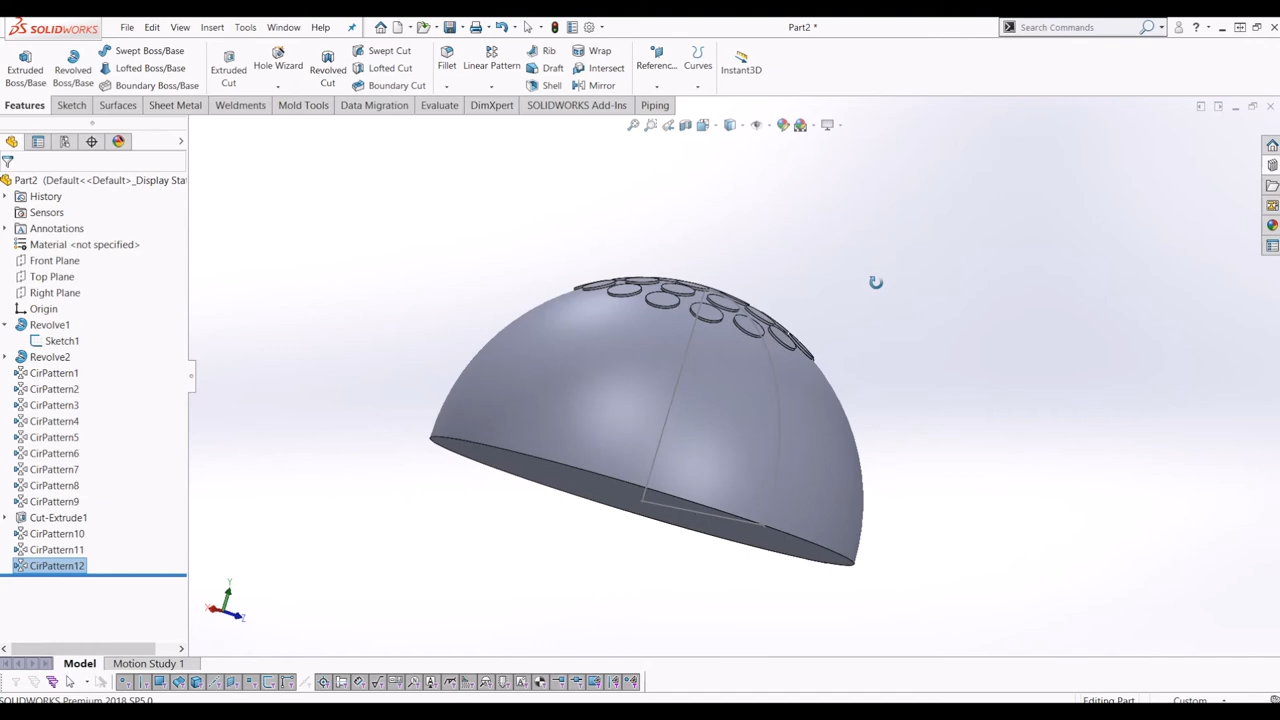 SOLIDWORKS File Edit View Insert Tools Window Help Part2 * Search Commands ?
Extruded Boss/Base Revolved Boss/Base Swept Boss/Base Lofted Boss/Base Boundary Boss/Base Extruded Cut Hole Wizard Revolved Cut Swept Cut Lofted Cut Boundary Cut Fillet Linear Pattern Rib Draft Shell Wrap Intersect Mirror Referenc... Curves Instant3D
Features Sketch Surfaces Sheet Metal Weldments Mold Tools Data Migration Evaluate DimXpert SOLIDWORKS Add-Ins Piping
Part2 (Default<<Default>_Display Sta
History
Sensors
Annotations
Material <not specified>
Front Plane
Top Plane
Right Plane
Origin
Revolve1
Sketch1
Revolve2
CirPattern1
CirPattern2
CirPattern3
CirPattern4
CirPattern5
CirPattern6
CirPattern7
CirPattern8
CirPattern9
Cut-Extrude1
CirPattern10
CirPattern11
CirPattern12
Y
X
Z
Model Motion Study 1
SOLIDWORKS Premium 2018 SP5.0 Editing Part Custom